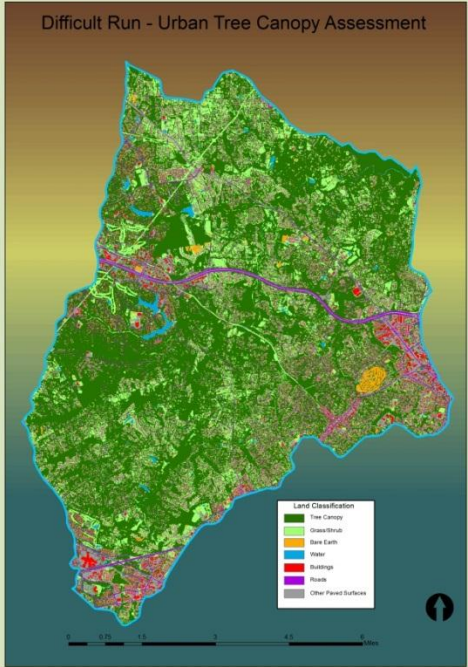 Difficult Run - Urban Tree Canopy Assessment
Land Classification
Tree Canopy
Grass/Shrub
Bare Earth
Water
Buildings
Roads
Other Paved Surfaces
0 0.75 1.5 3 4.5 6
Miles